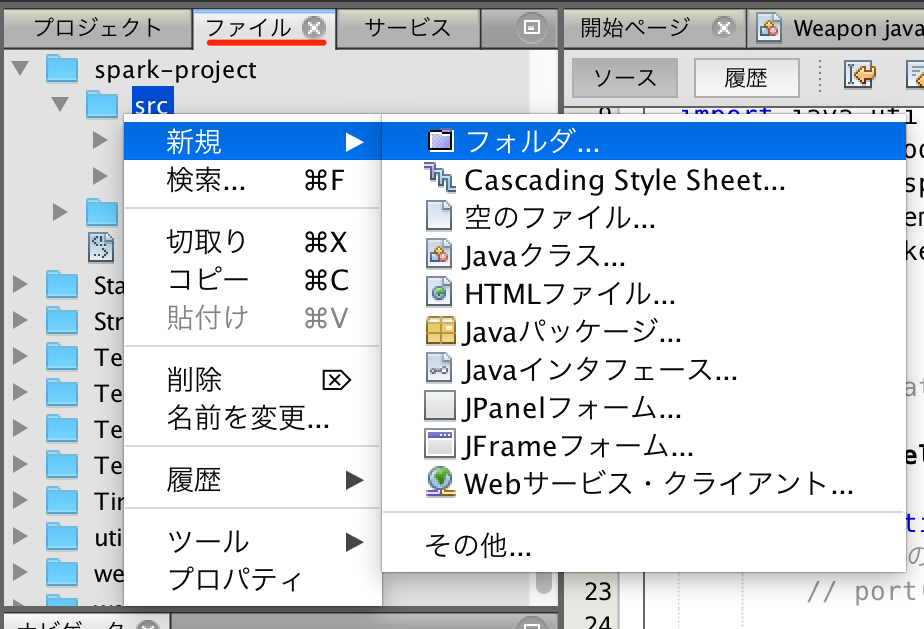 プロジェクト
ファイル
サービス
開始ページ
Weapon java
spark-project
src
ソース
履歴
新規
検索... ⌘F
切取り ⌘X
コピー ⌘C
貼付け ⌘V
削除 ⌦
名前を変更...
履歴
ツール
プロパティ
フォルダ...
Cascading Style Sheet...
空のファイル...
Javaクラス...
HTMLファイル...
Javaパッケージ...
Javaインタフェース...
JPanelフォーム...
JFrameフォーム...
Webサービス・クライアント...
その他...
Sta
Str
Te
Te
Te
Te
Tir
uti
we
23 // port
24